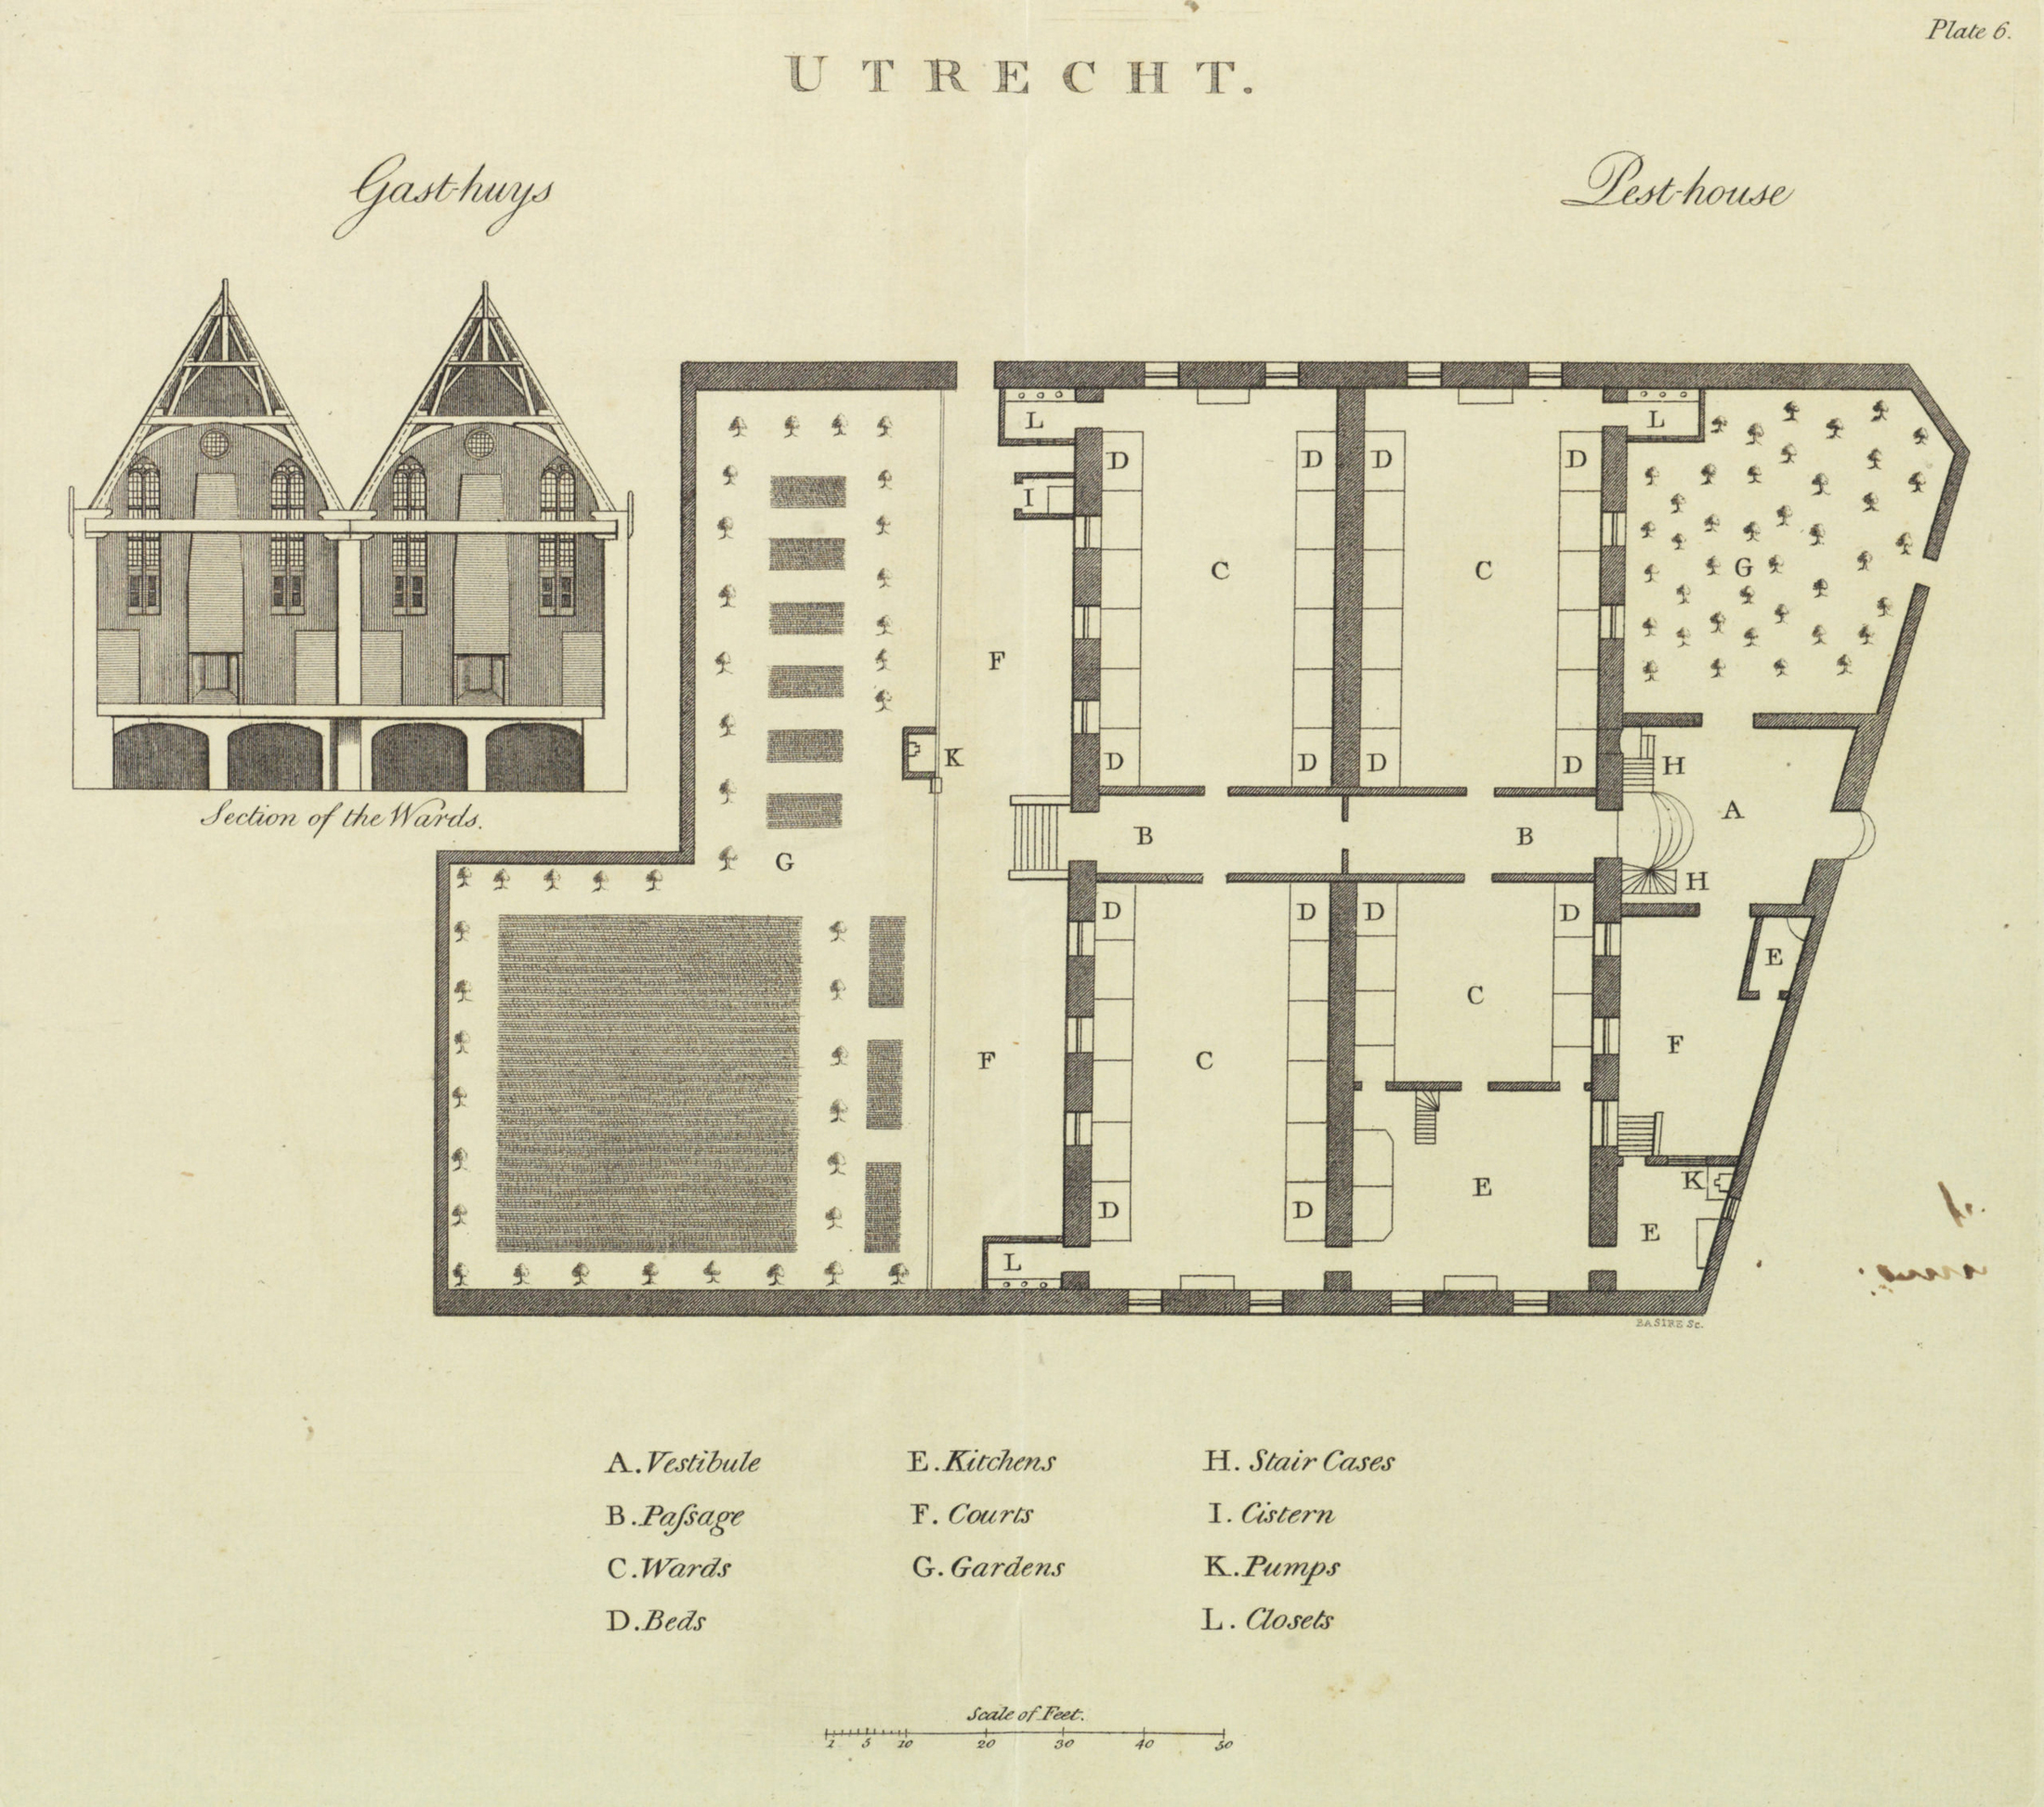 Plate 6.
UTRECHT.
Gast-huys
Pest-house
Section of the Wards.
L
L
D
D
D
D
I
C
C
G
F
K
D
D
D
D
H
A
B
B
G
H
D
D
D
D
E
C
F
F
C
K
E
D
D
E
L
BASIRE Sc.
A. Vestibule
B. Paſsage
C. Wards
D. Beds
E. Kitchens
F. Courts
G. Gardens
H. Stair Cases
I. Cistern
K. Pumps
L. Closets
Scale of Feet.
1 5 10 20 30 40 50